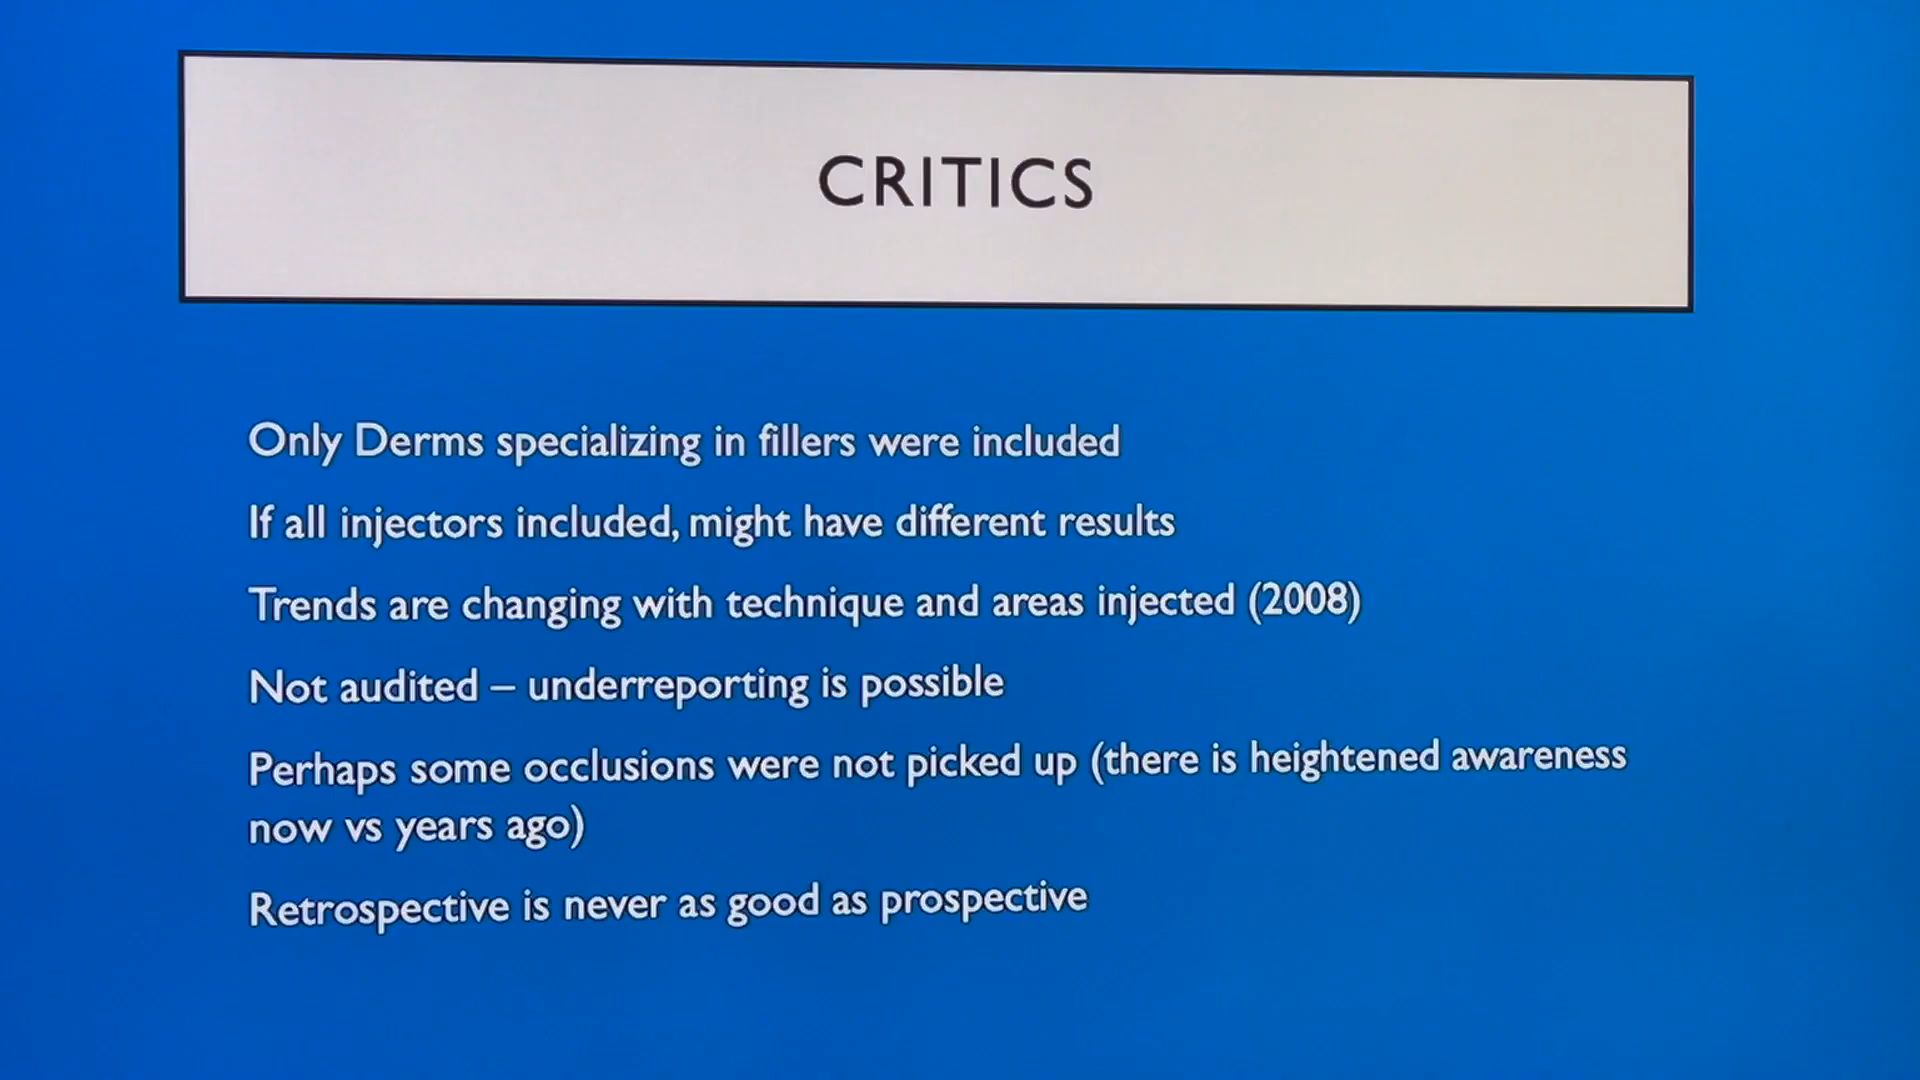 CRITICS
Only Derms specializing in fillers were included
If all injectors included, might have different results
Trends are changing with technique and areas injected (2008)
Not audited – underreporting is possible
Perhaps some occlusions were not picked up (there is heightened awareness
now vs years ago)
Retrospective is never as good as prospective